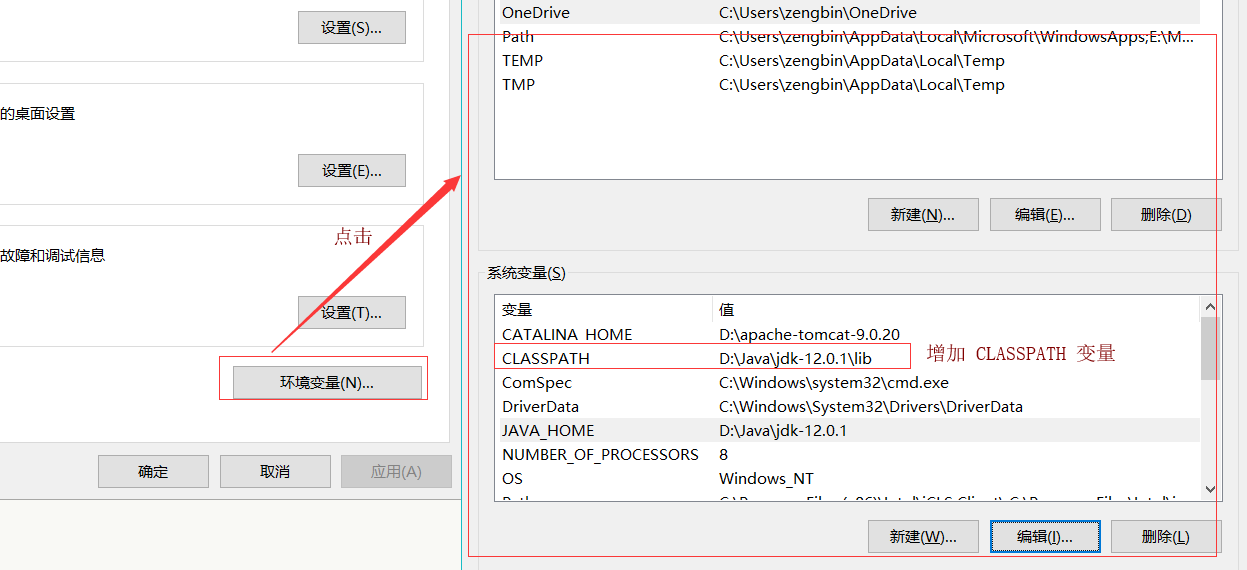 设置(S)...
的桌面设置
设置(E)...
点击
故障和调试信息
设置(T)...
环境变量(N)...
确定 取消 应用(A)
OneDrive C:\Users\zengbin\OneDrive
Path C:\Users\zengbin\AppData\Local\Microsoft\WindowsApps;E:\M...
TEMP C:\Users\zengbin\AppData\Local\Temp
TMP C:\Users\zengbin\AppData\Local\Temp
新建(N)... 编辑(E)... 删除(D)
系统变量(S)
变量 值
CATALINA_HOME D:\apache-tomcat-9.0.20
CLASSPATH D:\Java\jdk-12.0.1\lib
增加 CLASSPATH 变量
ComSpec C:\Windows\system32\cmd.exe
DriverData C:\Windows\System32\Drivers\DriverData
JAVA_HOME D:\Java\jdk-12.0.1
NUMBER_OF_PROCESSORS 8
OS Windows_NT
新建(W)... 编辑(I)... 删除(L)